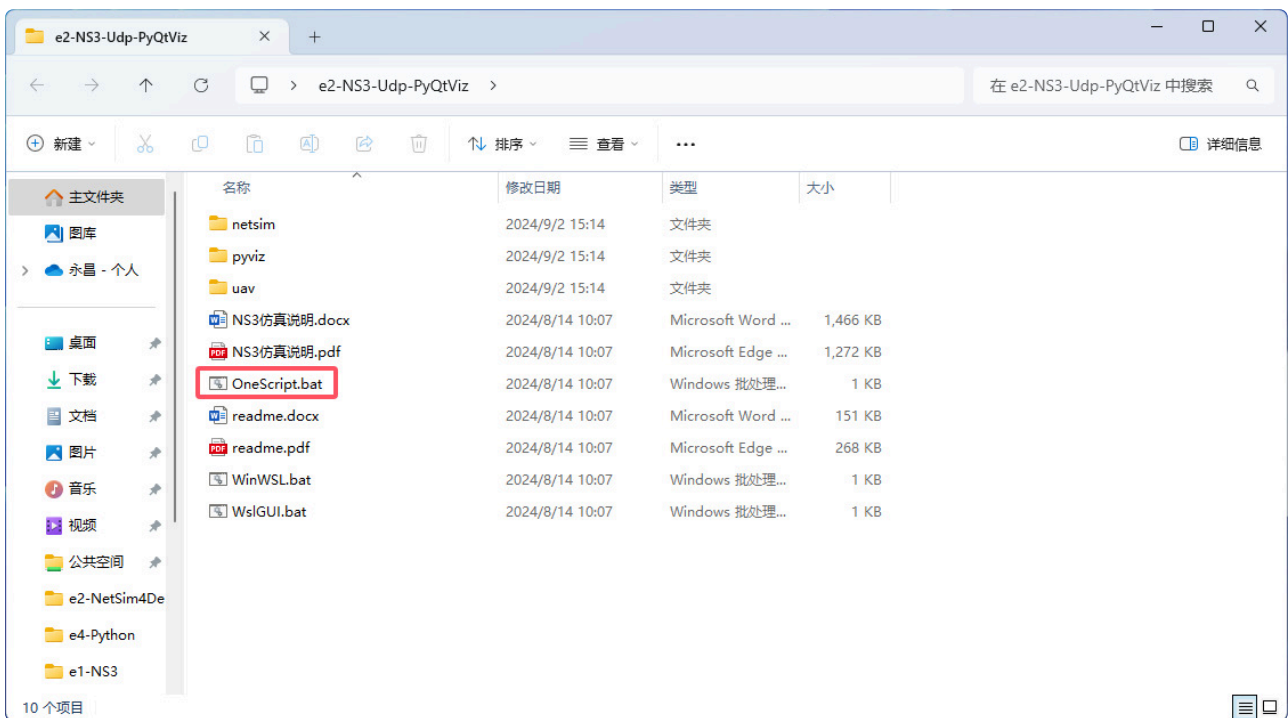 e2-NS3-Udp-PyQtViz
e2-NS3-Udp-PyQtViz
在 e2-NS3-Udp-PyQtViz 中搜索
新建
排序
查看
详细信息
主文件夹
图库
永昌 - 个人
桌面
下载
文档
图片
音乐
视频
公共空间
e2-NetSim4De
e4-Python
e1-NS3
名称 修改日期 类型 大小
netsim 2024/9/2 15:14 文件夹
pyviz 2024/9/2 15:14 文件夹
uav 2024/9/2 15:14 文件夹
NS3仿真说明.docx 2024/8/14 10:07 Microsoft Word ... 1,466 KB
NS3仿真说明.pdf 2024/8/14 10:07 Microsoft Edge ... 1,272 KB
OneScript.bat 2024/8/14 10:07 Windows 批处理... 1 KB
readme.docx 2024/8/14 10:07 Microsoft Word ... 151 KB
readme.pdf 2024/8/14 10:07 Microsoft Edge ... 268 KB
WinWSL.bat 2024/8/14 10:07 Windows 批处理... 1 KB
WslGUI.bat 2024/8/14 10:07 Windows 批处理... 1 KB
10 个项目